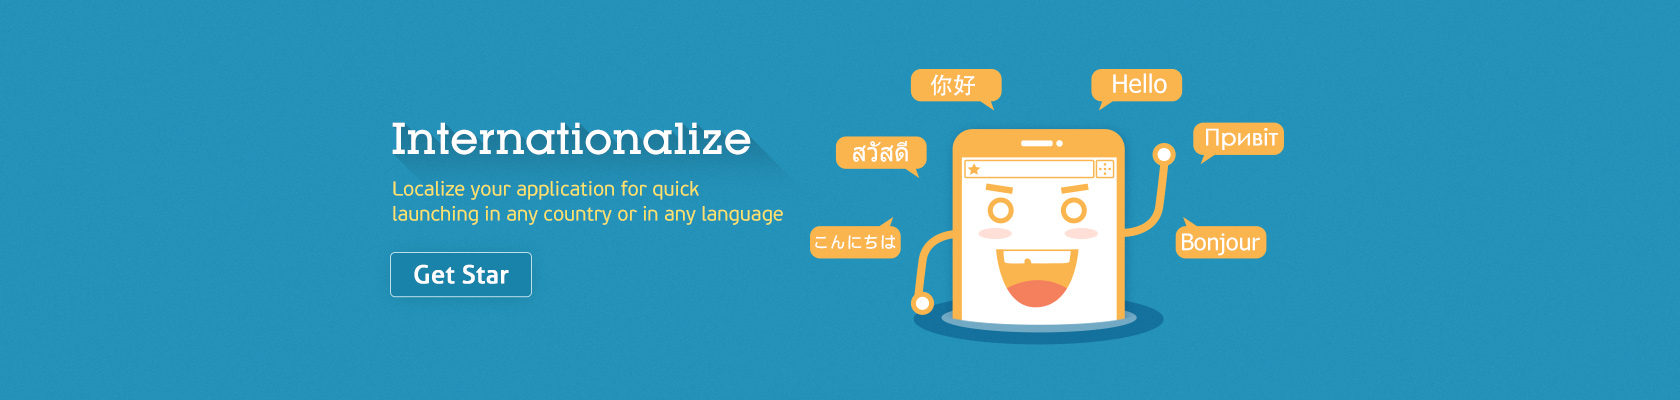 Internationalize
Localize your application for quick
launching in any country or in any language
Get Star
你好
Hello
สวัสดี
Привіт
こんにちは
Bonjour